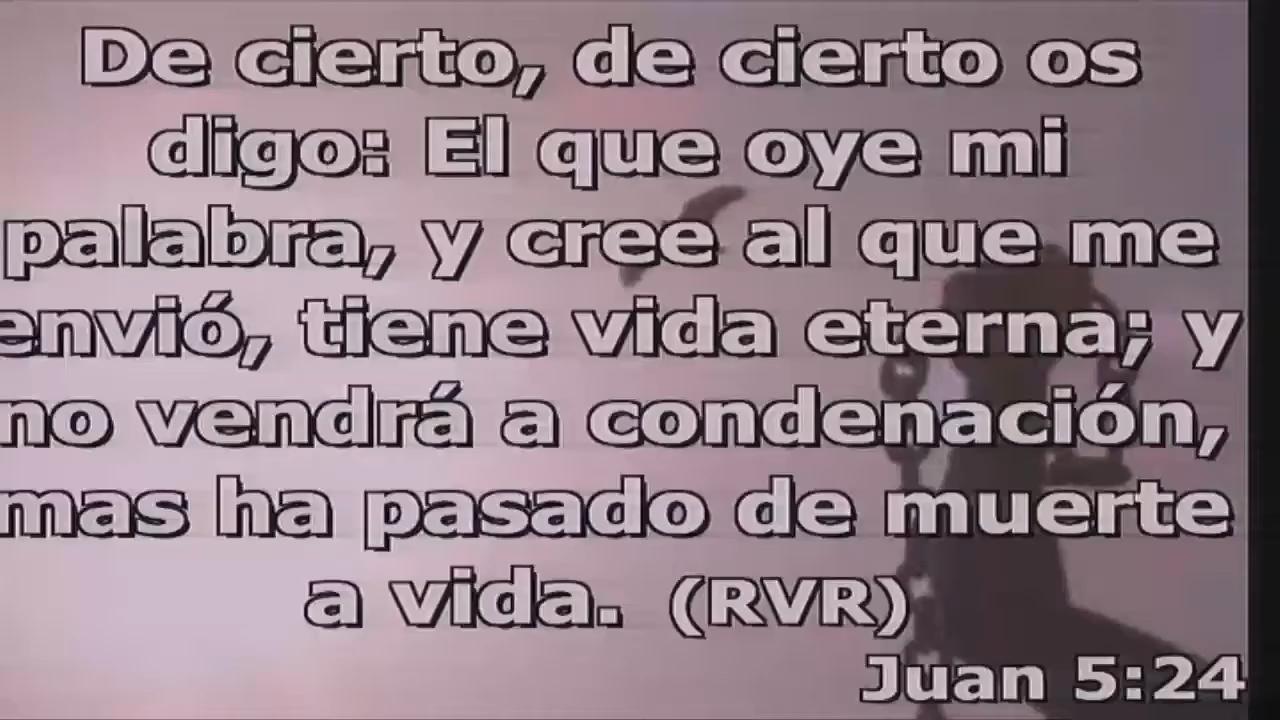 De cierto, de cierto os
digo: El que oye mi
palabra, y cree al que me
envió, tiene vida eterna; y
no vendrá a condenación,
mas ha pasado de muerte
a vida. (RVR)
Juan 5:24